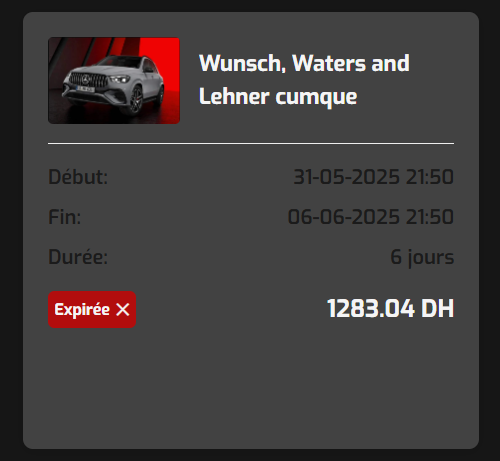 Wunsch, Waters and
Lehner cumque
Début: 31-05-2025 21:50
Fin: 06-06-2025 21:50
Durée: 6 jours
Expirée ✕ 1283.04 DH